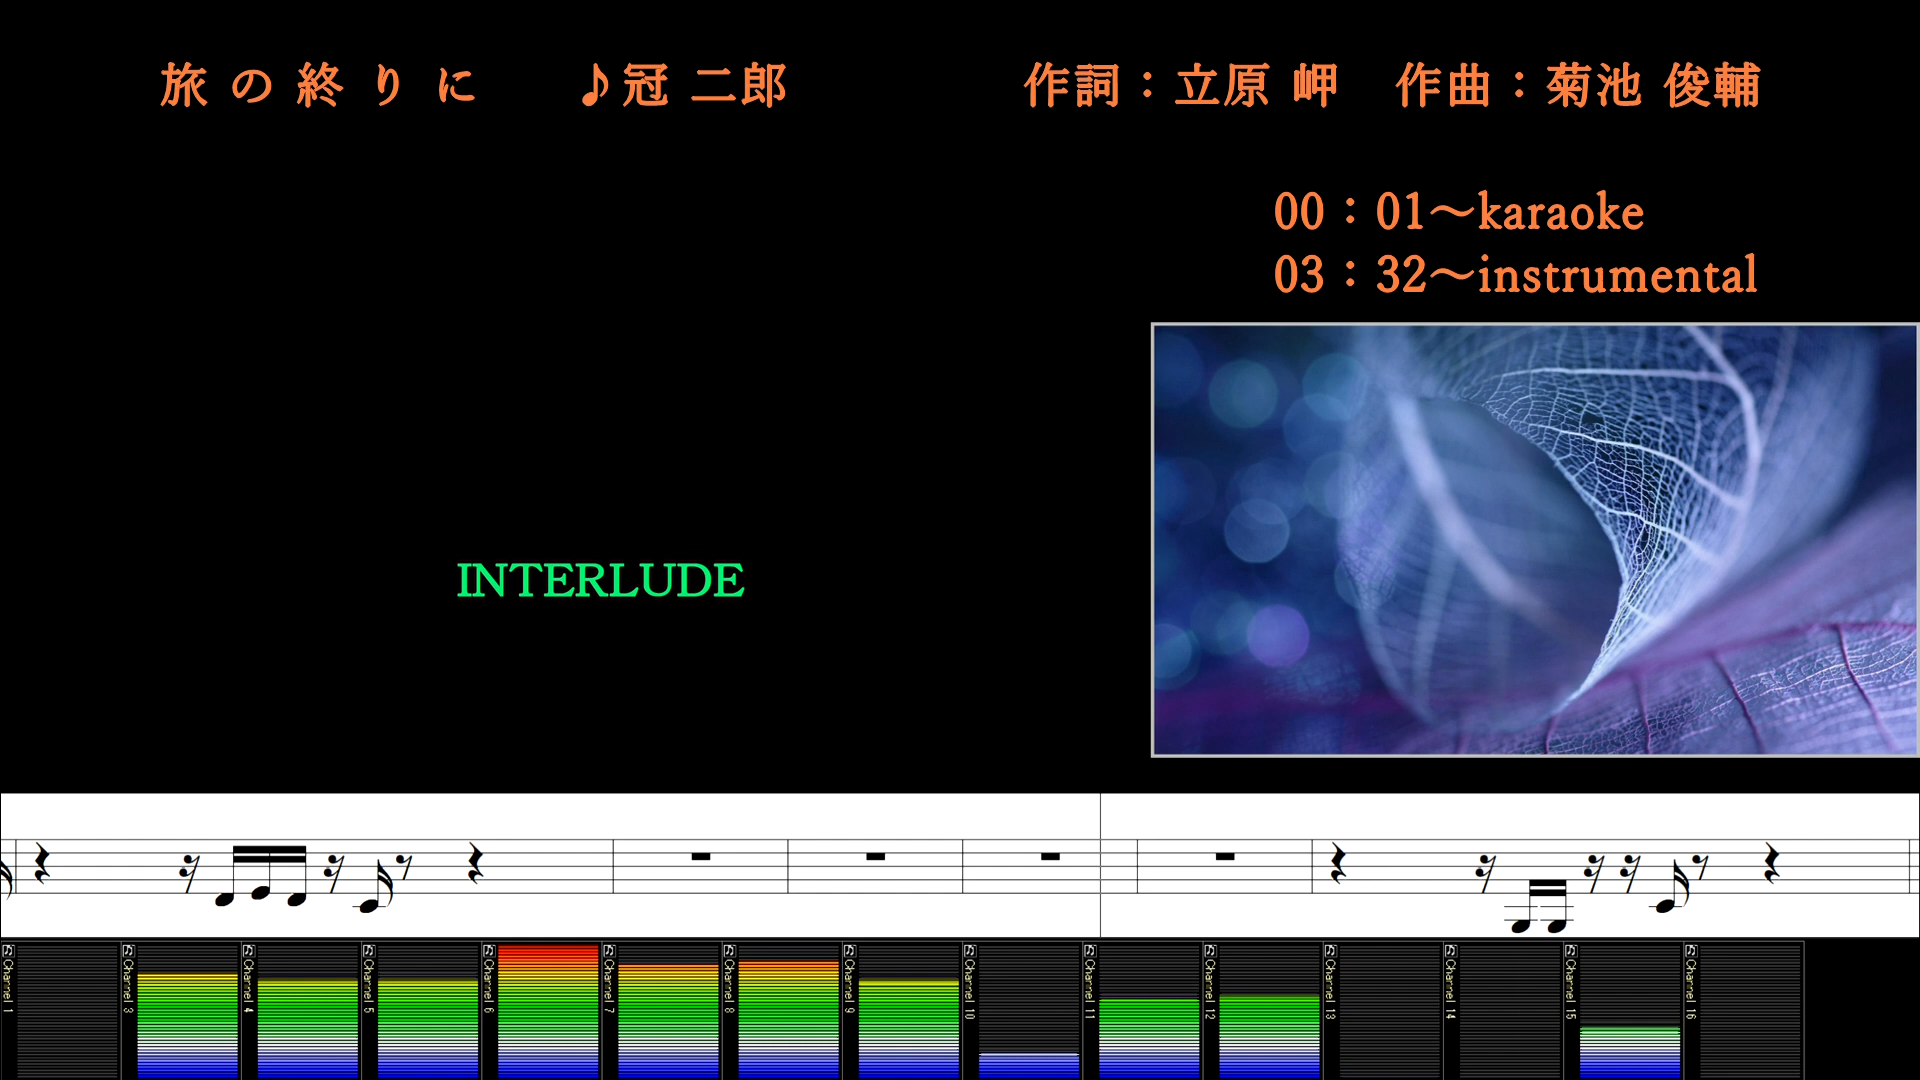 旅 の 終 り に ♪冠 二郎 作詞：立原 岬 作曲：菊池 俊輔
00：01～karaoke
03：32～instrumental
INTERLUDE
Channel 1 Channel 3 Channel 4 Channel 5 Channel 6 Channel 7 Channel 8 Channel 9 Channel 10 Channel 11 Channel 12 Channel 13 Channel 14 Channel 15 Channel 16